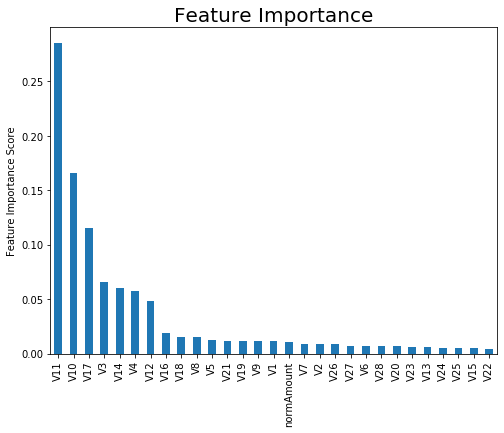 Feature Importance
Feature Importance Score
0.25
0.20
0.15
0.10
0.05
0.00
V11
V10
V17
V3
V14
V4
V12
V16
V18
V8
V5
V21
V19
V9
V1
normAmount
V7
V2
V26
V27
V6
V28
V20
V23
V13
V24
V25
V15
V22